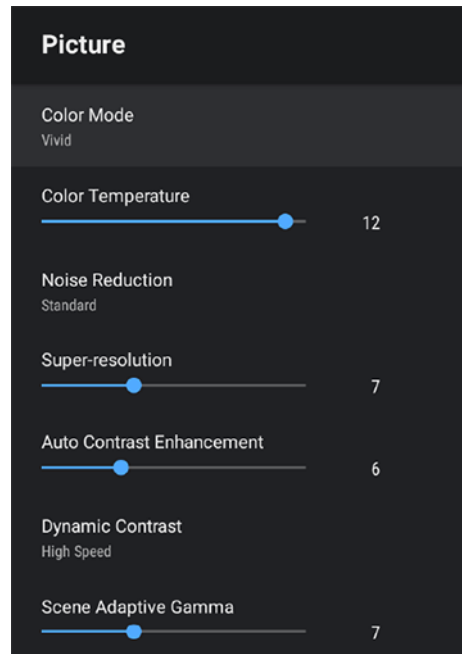 Picture
Color Mode
Vivid
Color Temperature
12
Noise Reduction
Standard
Super-resolution
7
Auto Contrast Enhancement
6
Dynamic Contrast
High Speed
Scene Adaptive Gamma
7